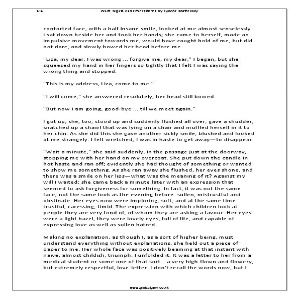 contorted face, with a half insane smile, looked at me almost senselessly.
I sat down beside her and took her hands; she came to herself, made an
impulsive movement towards me, would have caught hold of me, but did
not dare, and slowly bowed her head before me.
"Liza, my dear, I was wrong ... forgive me, my dear," I began, but she
squeezed my hand in her fingers so tightly that I felt I was saying the
wrong thing and stopped.
"This is my address, Liza, come to me."
"I will come," she answered resolutely, her head still bowed.
"But now I am going, good-bye ... till we meet again."
I got up; she, too, stood up and suddenly flushed all over, gave a shudder,
snatched up a shawl that was lying on a chair and muffled herself in it to
her chin. As she did this she gave another sickly smile, blushed and looked
at me strangely. I felt wretched; I was in haste to get away--to disappear.
"Wait a minute," she said suddenly, in the passage just at the doorway,
stopping me with her hand on my overcoat. She put down the candle in
hot haste and ran off; evidently she had thought of something or wanted
to show me something. As she ran away she flushed, her eyes shone, and
there was a smile on her lips--what was the meaning of it? Against my
will I waited: she came back a minute later with an expression that
seemed to ask forgiveness for something. In fact, it was not the same
face, not the same look as the evening before: sullen, mistrustful and
obstinate. Her eyes now were imploring, soft, and at the same time
trustful, caressing, timid. The expression with which children look at
people they are very fond of, of whom they are asking a favour. Her eyes
were a light hazel, they were lovely eyes, full of life, and capable of
expressing love as well as sullen hatred.
Making no explanation, as though I, as a sort of higher being, must
understand everything without explanations, she held out a piece of
paper to me. Her whole face was positively beaming at that instant with
naive, almost childish, triumph. I unfolded it. It was a letter to her from a
medical student or someone of that sort--a very high-flown and flowery,
but extremely respectful, love-letter. I don't recall the words now, but I